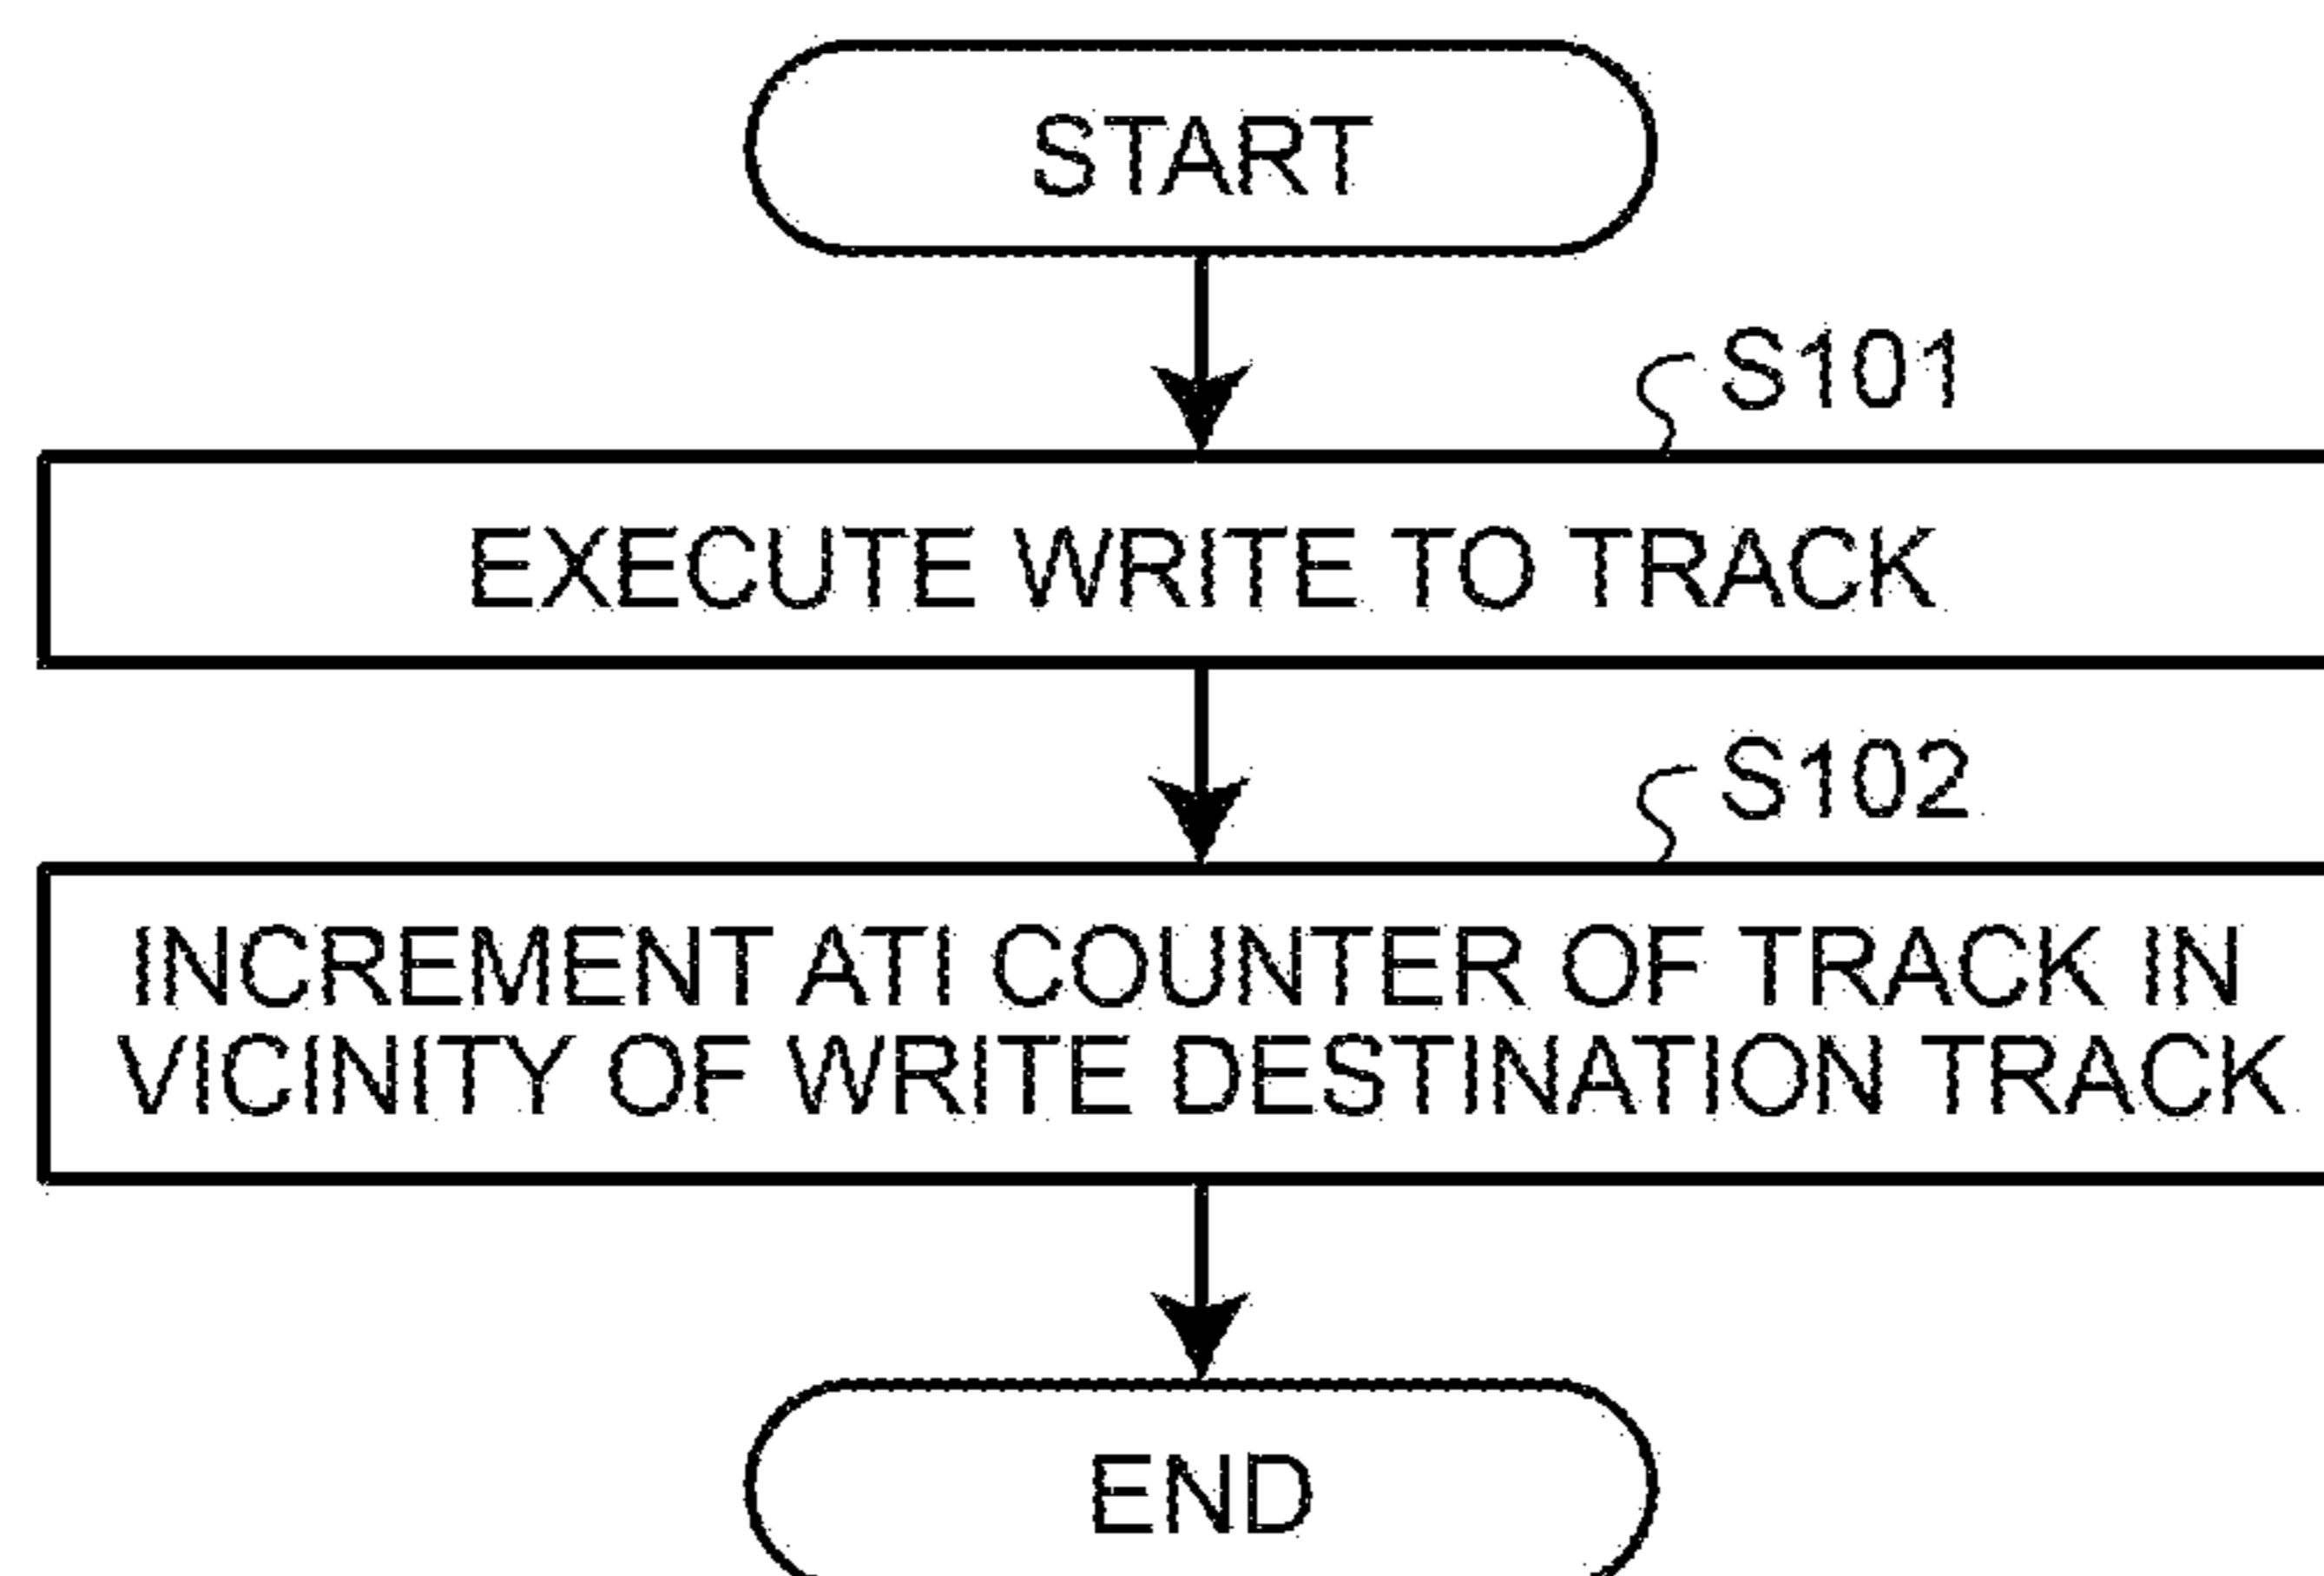 START
S101
EXECUTE WRITE TO TRACK
S102
INCREMENT ATI COUNTER OF TRACK IN
VICINITY OF WRITE DESTINATION TRACK
END